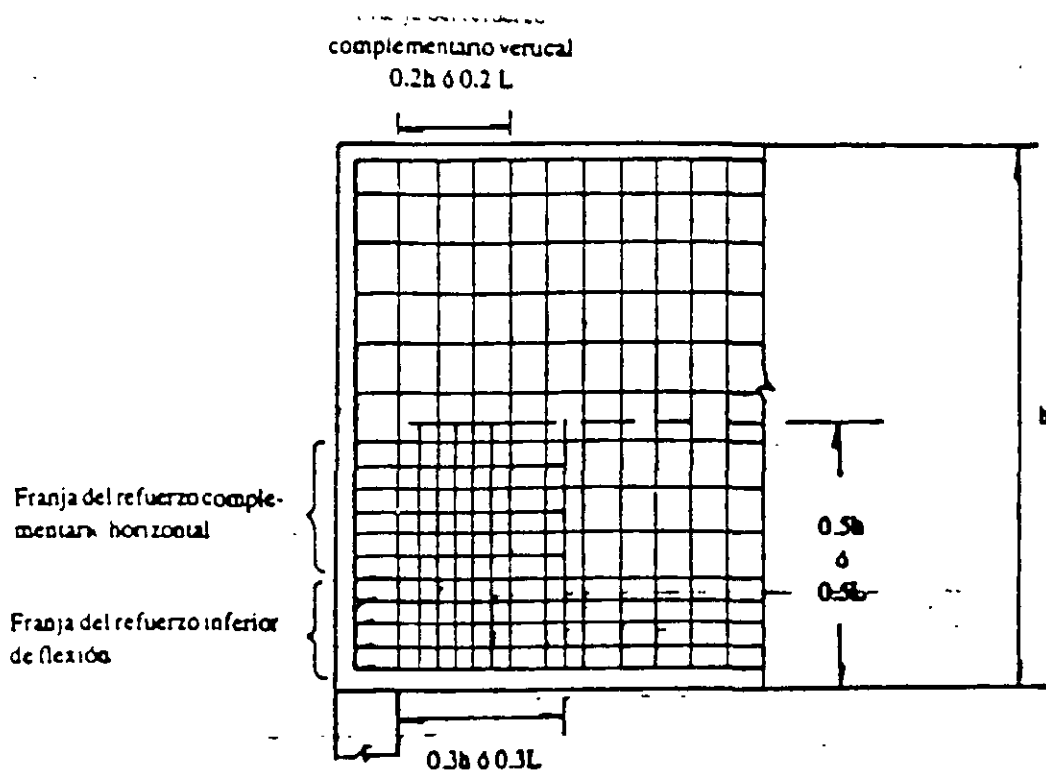 complementario vertical
0.2h ó 0.2 L
Franja del refuerzo comple-
horizontal
0.5h
ó
Franja del refuerzo inferior
de flexión
0.3h ó 0.3L